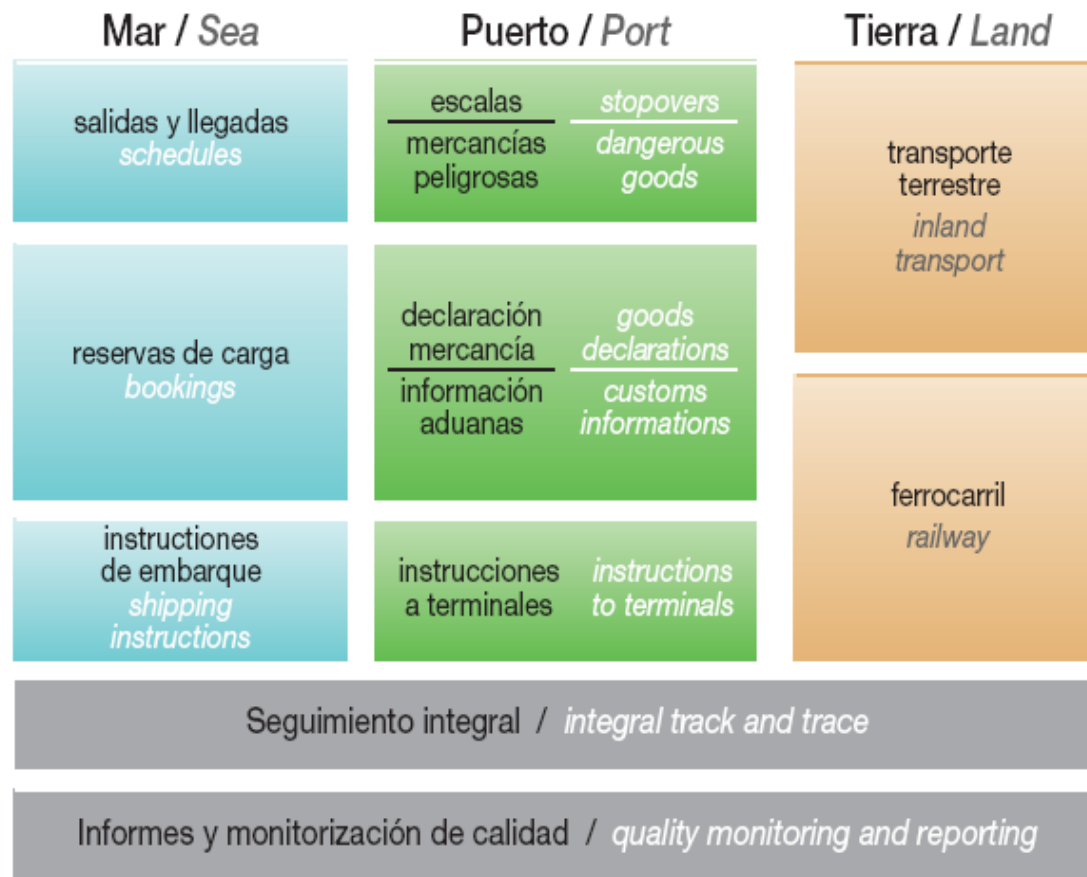 Mar / Sea
salidas y llegadas
schedules
reservas de carga
bookings
instructiones
de embarque
shipping
instructions
Puerto / Port
escalas
mercancías
peligrosas
stopovers
dangerous
goods
declaración
mercancía
información
aduanas
goods
declarations
customs
informations
instrucciones
a terminales
instructions
to terminals
Tierra / Land
transporte
terrestre
inland
transport
ferrocarril
railway
Seguimiento integral / integral track and trace
Informes y monitorización de calidad / quality monitoring and reporting